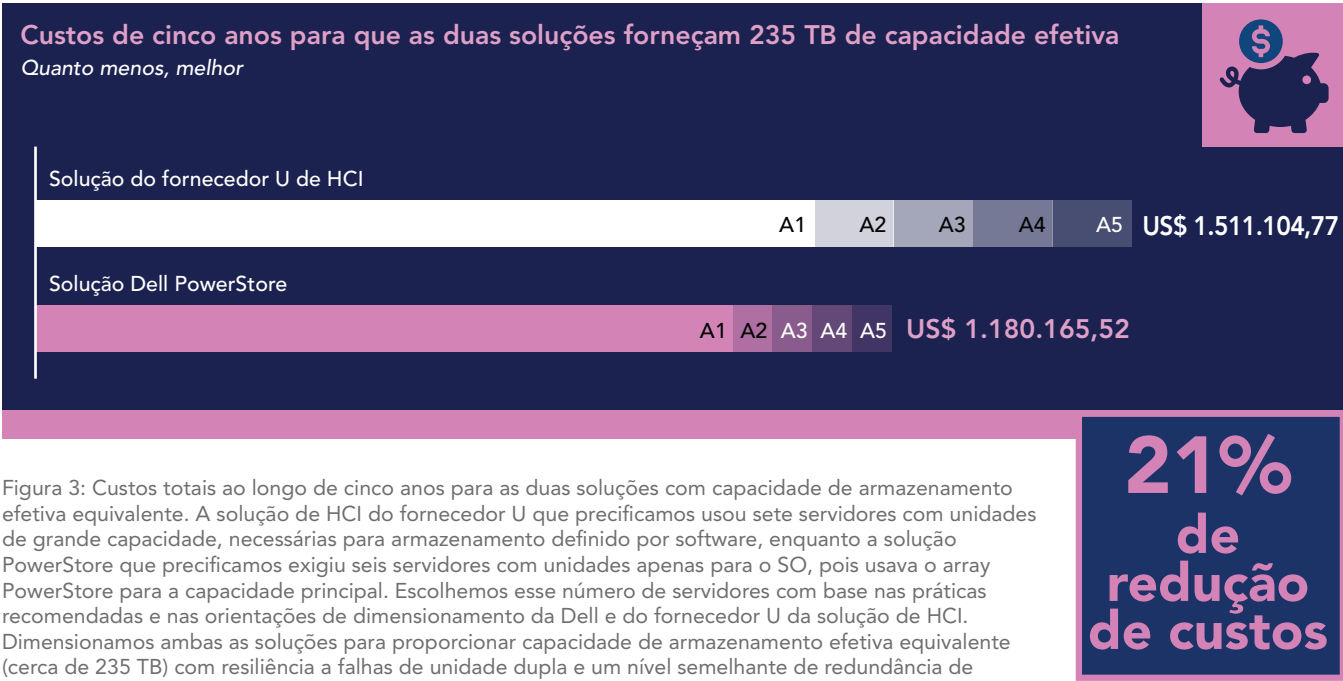 Custos de cinco anos para que as duas soluções forneçam 235 TB de capacidade efetiva
Quanto menos, melhor
$
Solução do fornecedor U de HCI
A1 A2 A3 A4 A5 US$ 1.511.104,77
Solução Dell PowerStore
A1 A2 A3 A4 A5 US$ 1.180.165,52
21%
de
redução
de custos
Figura 3: Custos totais ao longo de cinco anos para as duas soluções com capacidade de armazenamento
efetiva equivalente. A solução de HCI do fornecedor U que precificamos usou sete servidores com unidades
de grande capacidade, necessárias para armazenamento definido por software, enquanto a solução
PowerStore que precificamos exigiu seis servidores com unidades apenas para o SO, pois usava o array
PowerStore para a capacidade principal. Escolhemos esse número de servidores com base nas práticas
recomendadas e nas orientações de dimensionamento da Dell e do fornecedor U da solução de HCI.
Dimensionamos ambas as soluções para proporcionar capacidade de armazenamento efetiva equivalente
(cerca de 235 TB) com resiliência a falhas de unidade dupla e um nível semelhante de redundância de